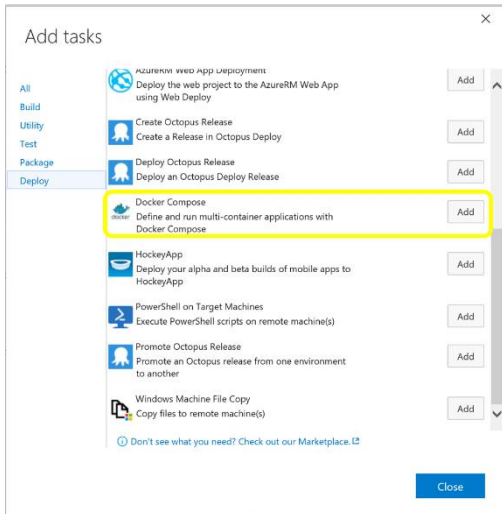 Add tasks
All
Build
Utility
Test
Package
Deploy
AzureRM Web App Deployment
Deploy the web project to the AzureRM Web App
using Web Deploy
Add
Create Octopus Release
Create a Release in Octopus Deploy
Add
Deploy Octopus Release
Deploy an Octopus Deploy Release
Add
docker
Docker Compose
Define and run multi-container applications with
Docker Compose
Add
HockeyApp
Deploy your alpha and beta builds of mobile apps to
HockeyApp
Add
PowerShell on Target Machines
Execute PowerShell scripts on remote machine(s)
Add
Promote Octopus Release
Promote an Octopus release from one environment
to another
Add
Windows Machine File Copy
Copy files to remote machine(s)
Add
Don't see what you need? Check out our Marketplace.
Close